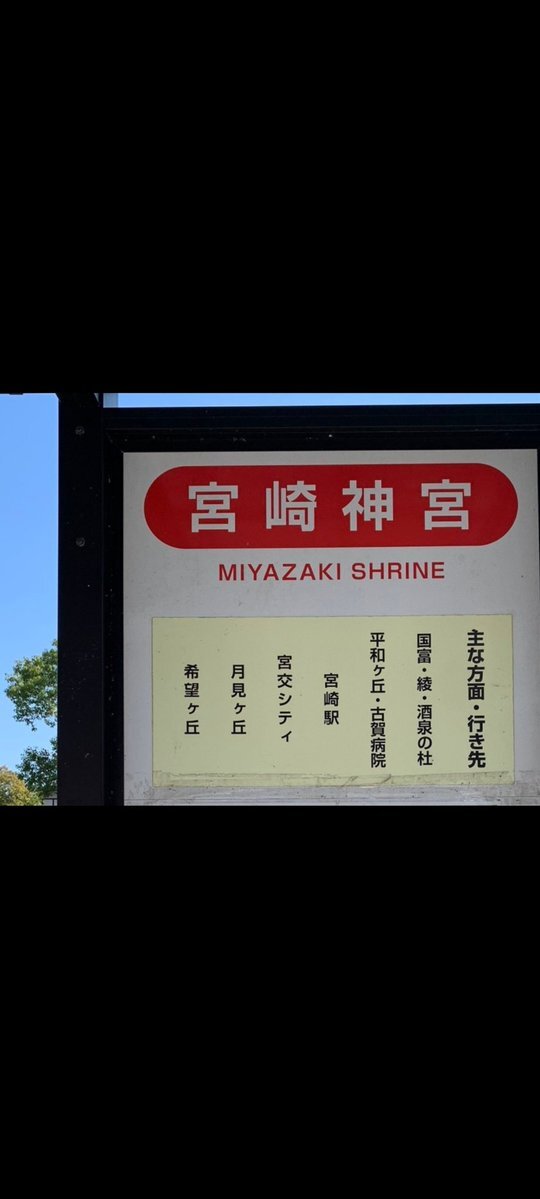 宮崎神宮
MIYAZAKI SHRINE
主な方面・行き先
国富・綾・酒泉の杜
平和ヶ丘・古賀病院
宮崎駅
宮交シティ
月見ヶ丘
希望ヶ丘